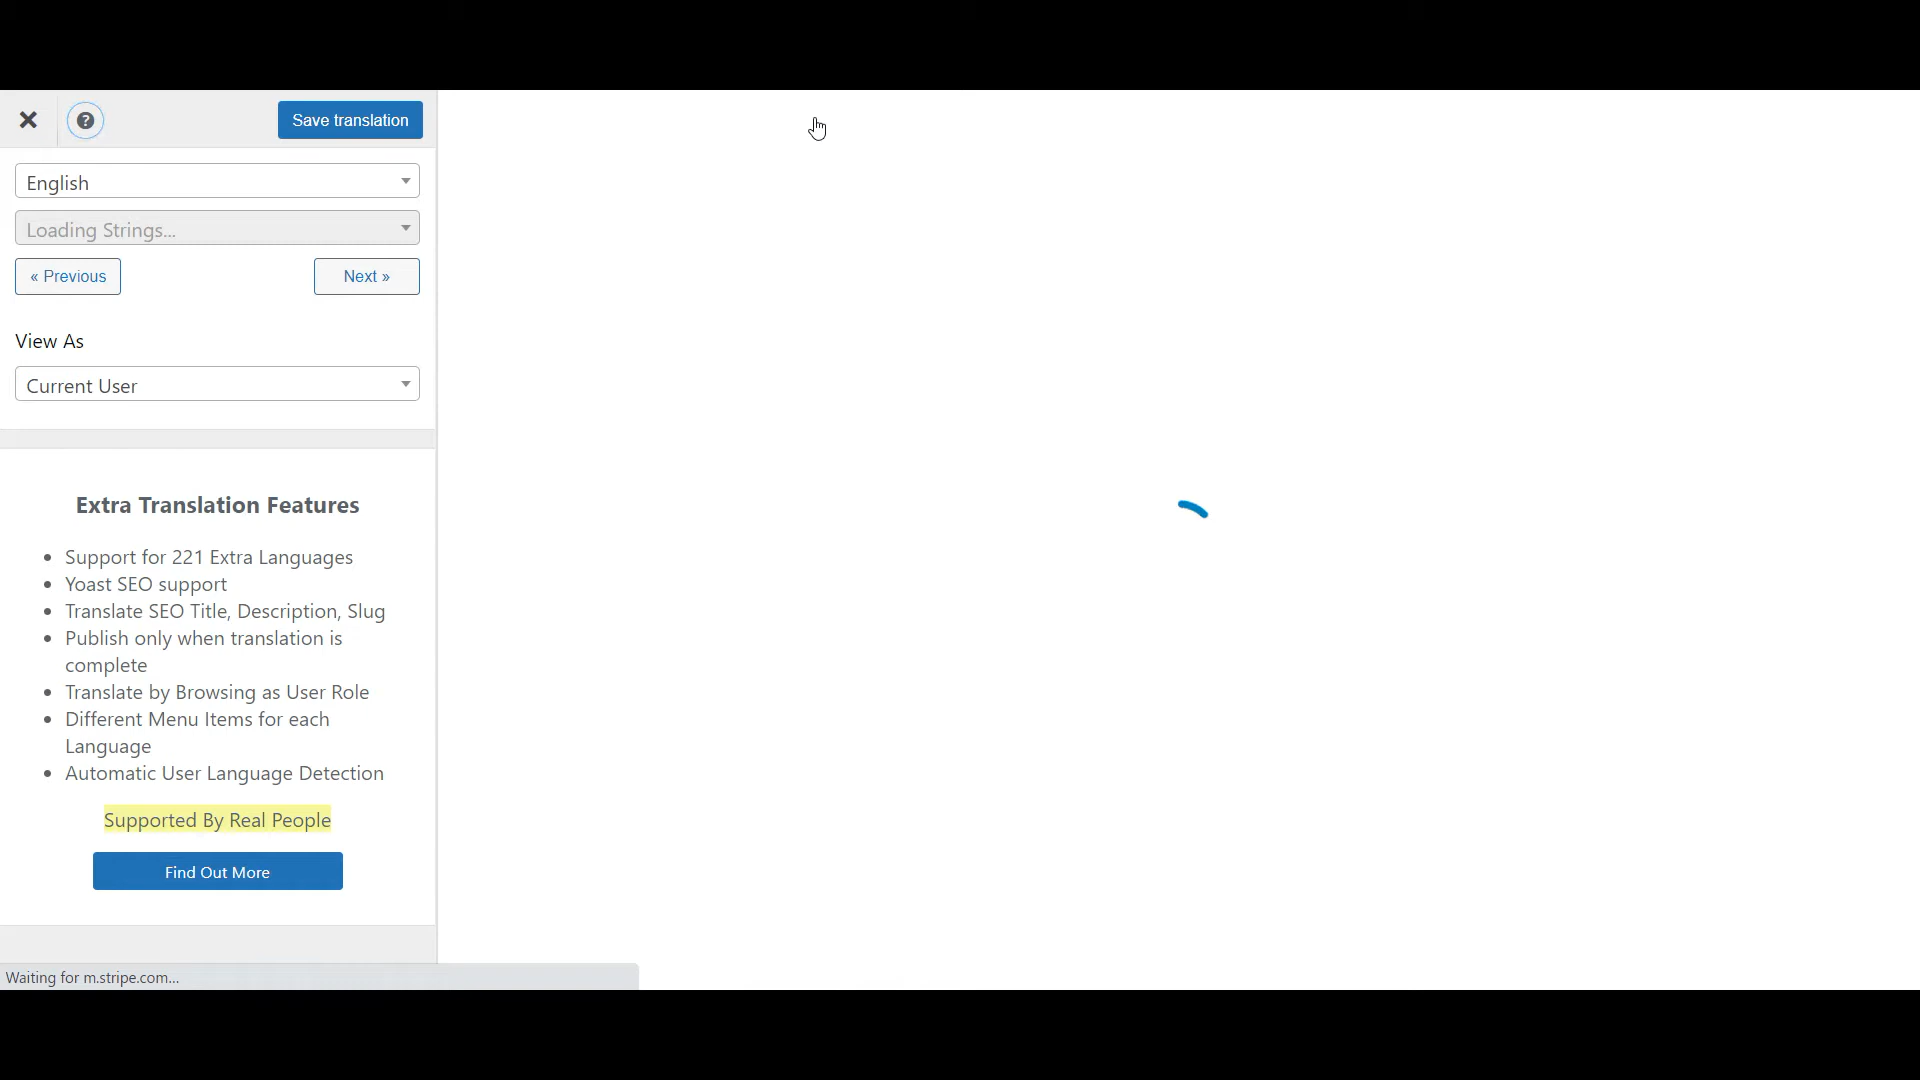 Save translation
English
Loading Strings...
« Previous
Next »
View As
Current User
Extra Translation Features
Support for 221 Extra Languages
Yoast SEO support
Translate SEO Title, Description, Slug
Publish only when translation is
complete
Translate by Browsing as User Role
Different Menu Items for each
Language
Automatic User Language Detection
Supported By Real People
Find Out More
Waiting for m.stripe.com...